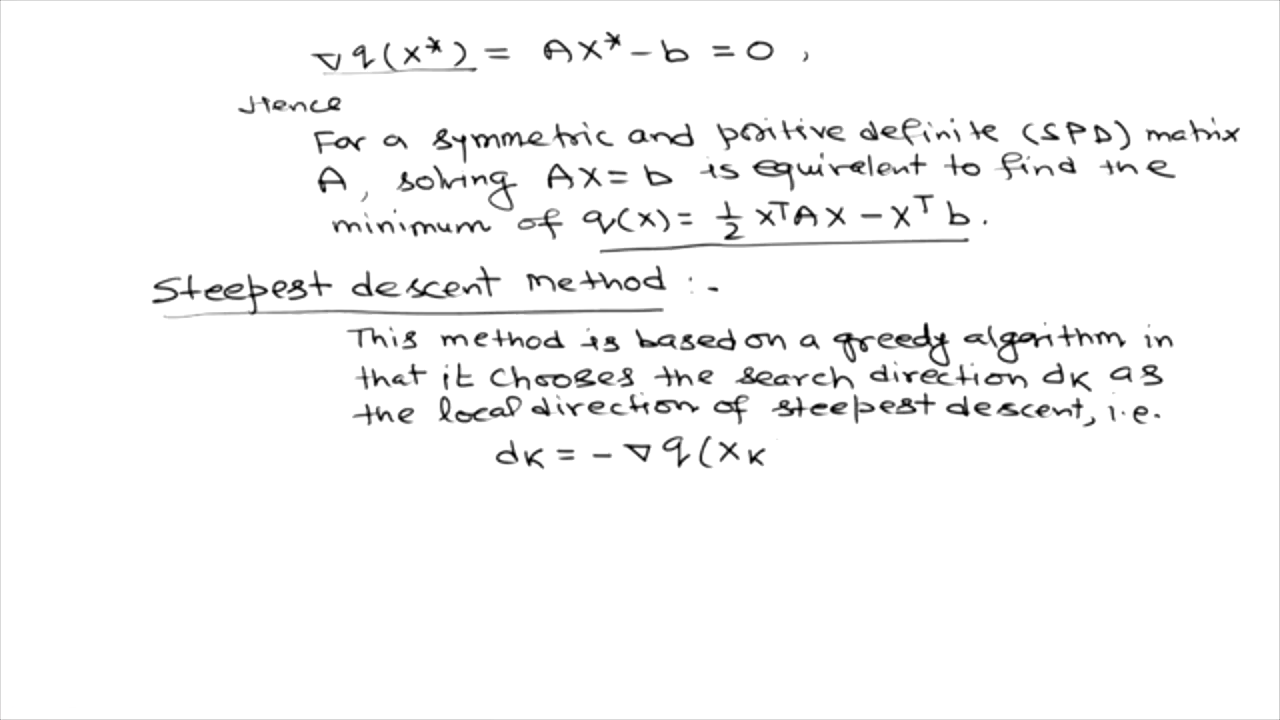 ∇q(x*) = Ax* - b = 0 ,
Hence
For a symmetric and positive definite (SPD) matrix
A, solving Ax = b is equivalent to find the
minimum of q(x) = 1/2 xᵀAx - xᵀb.
Steepest descent method :-
This method is based on a greedy algorithm in
that it chooses the search direction dk as
the local direction of steepest descent, i.e.
dk = - ∇q(xk